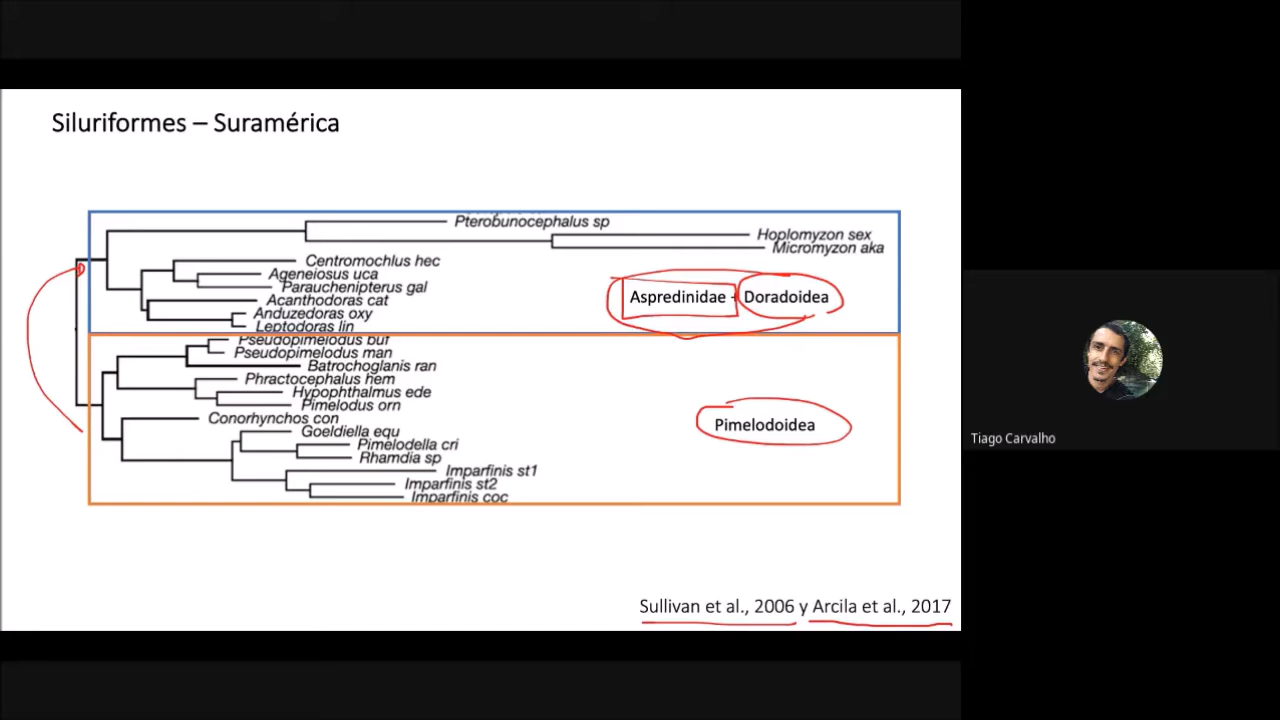 Siluriformes – Suramérica
Pterobunocephalus sp
Hoplomyzon sex
Micromyzon aka
Centromochlus hec
Ageneiosus uca
Parauchenipterus gal
Acanthodoras cat
Anduzedoras oxy
Leptodoras lin
Aspredinidae + Doradoidea
Pseudopimelodus buf
Pseudopimelodus man
Batrochoglanis ran
Phractocephalus hem
Hypophthalmus ede
Pimelodus orn
Conorhynchos con
Goeldiella equ
Pimelodella cri
Rhamdia sp
Imparfinis st1
Imparfinis st2
Imparfinis coc
Pimelodoidea
Sullivan et al., 2006 y Arcila et al., 2017
Tiago Carvalho